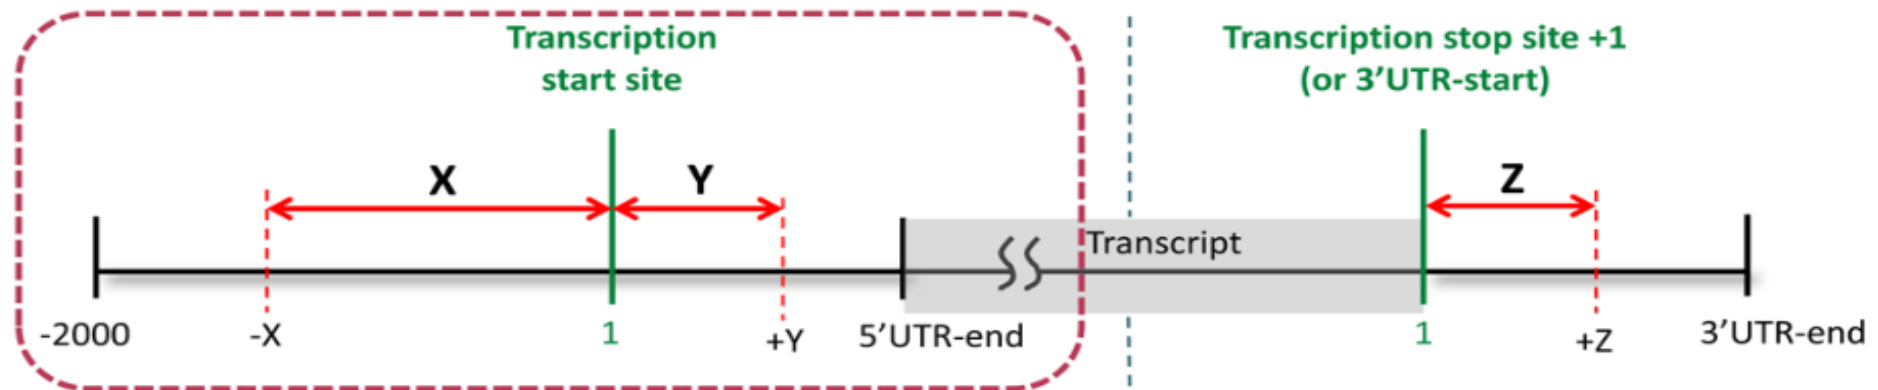 Transcription
start site
Transcription stop site +1
(or 3’UTR-start)
X
Y
Z
Transcript
-2000
-X
1
+Y
5’UTR-end
1
+Z
3’UTR-end